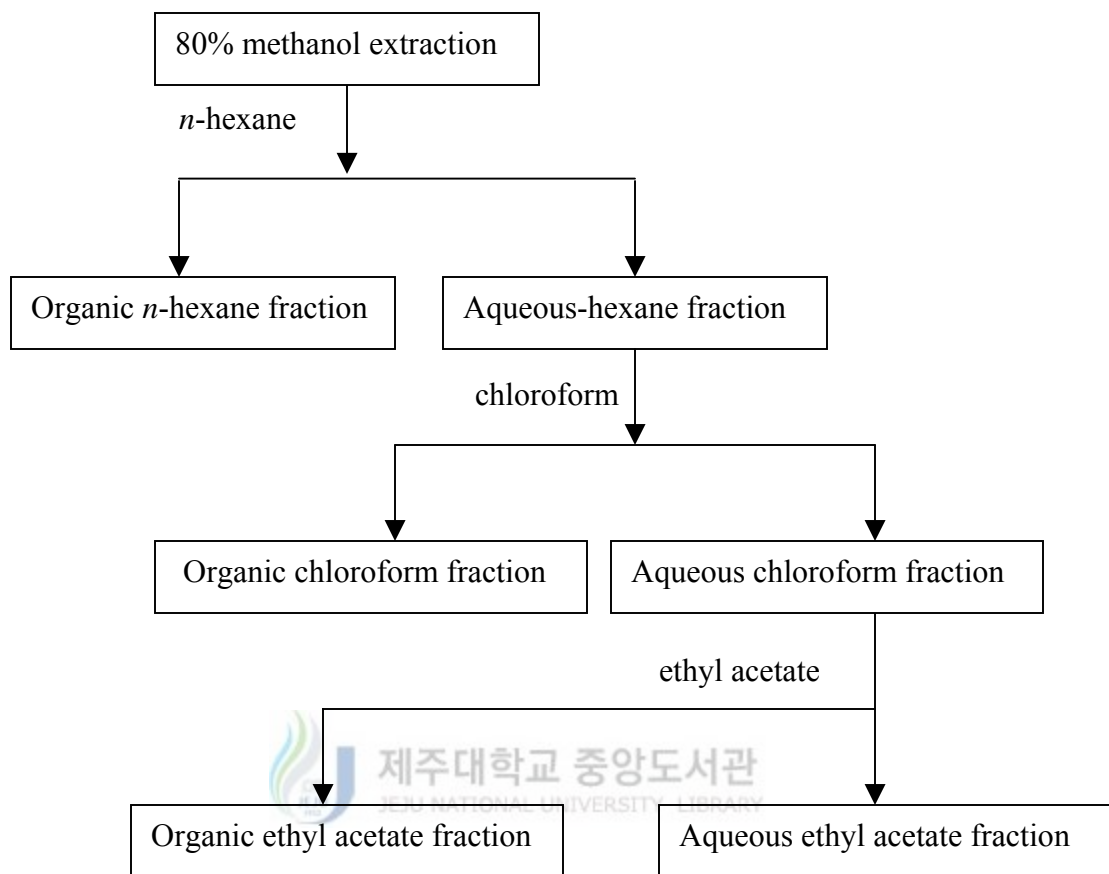 80% methanol extraction
n-hexane
Organic n-hexane fraction
Aqueous-hexane fraction
chloroform
Organic chloroform fraction
Aqueous chloroform fraction
ethyl acetate
제주대학교 중앙도서관
JEJU NATIONAL UNIVERSITY LIBRARY
Organic ethyl acetate fraction
Aqueous ethyl acetate fraction